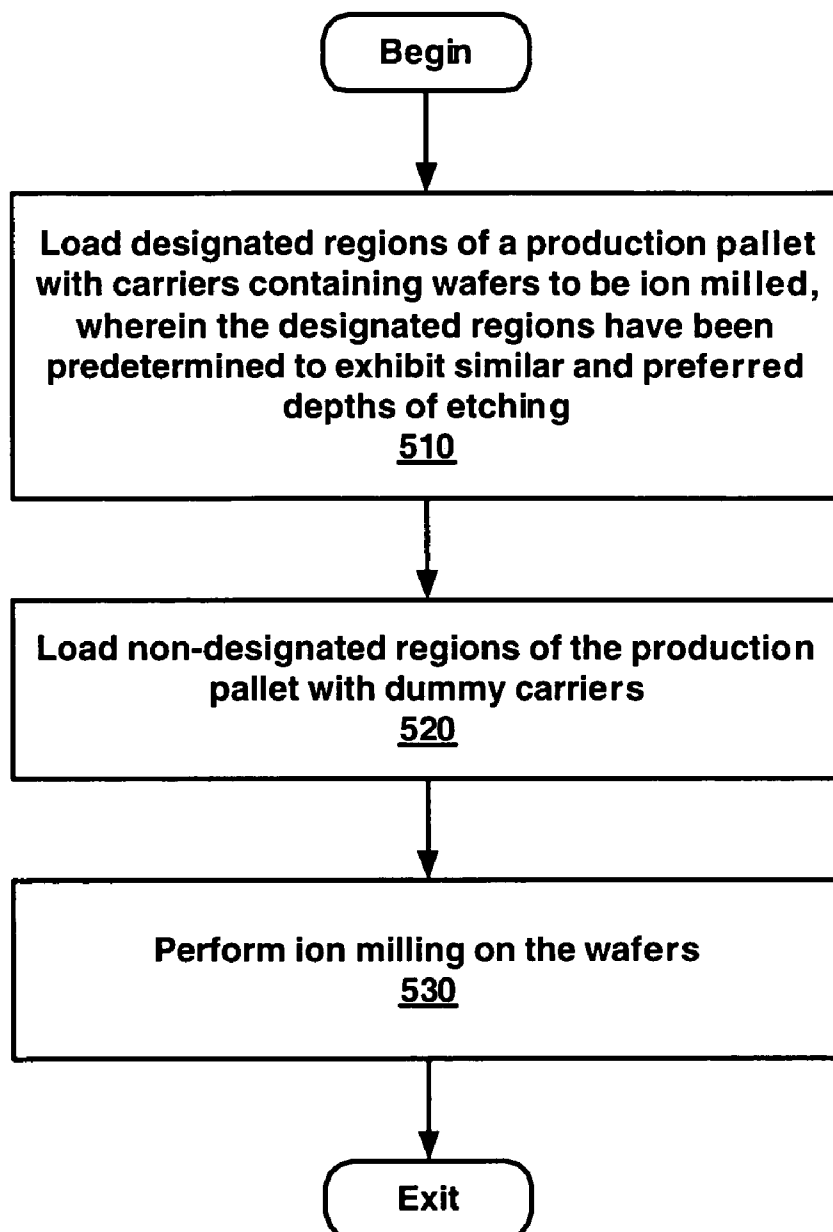 Begin
Load designated regions of a production pallet
with carriers containing wafers to be ion milled,
wherein the designated regions have been
predetermined to exhibit similar and preferred
depths of etching
510
Load non-designated regions of the production
pallet with dummy carriers
520
Perform ion milling on the wafers
530
Exit